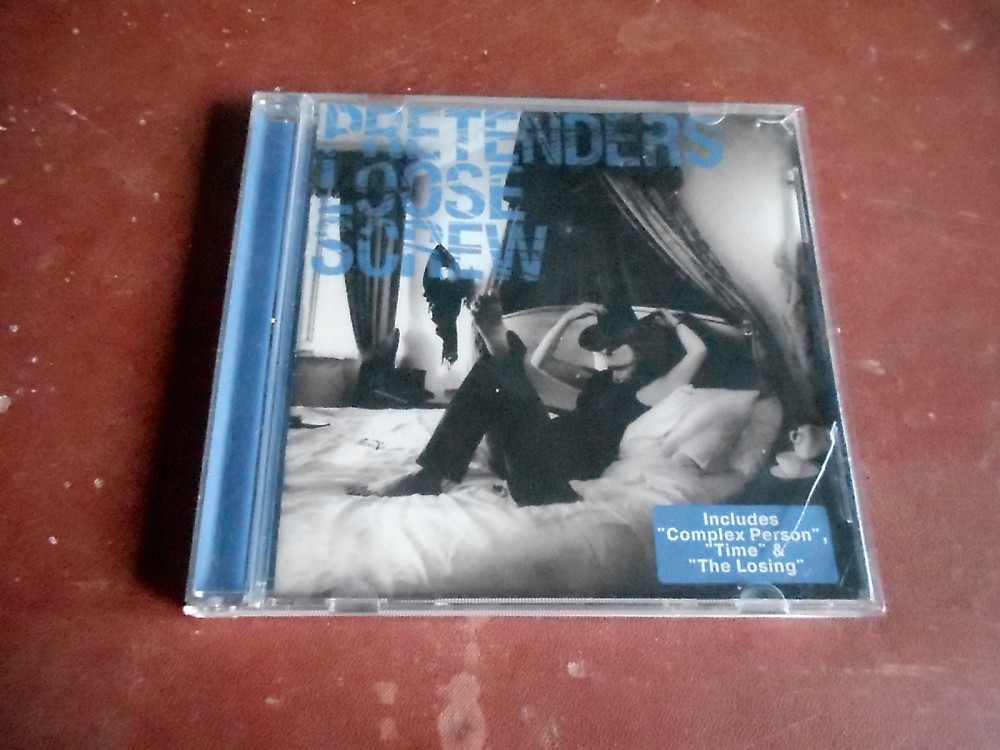 PRETENDERS
LOOSE
SCREW
Includes
"Complex Person",
"Time" &
"The Losing"